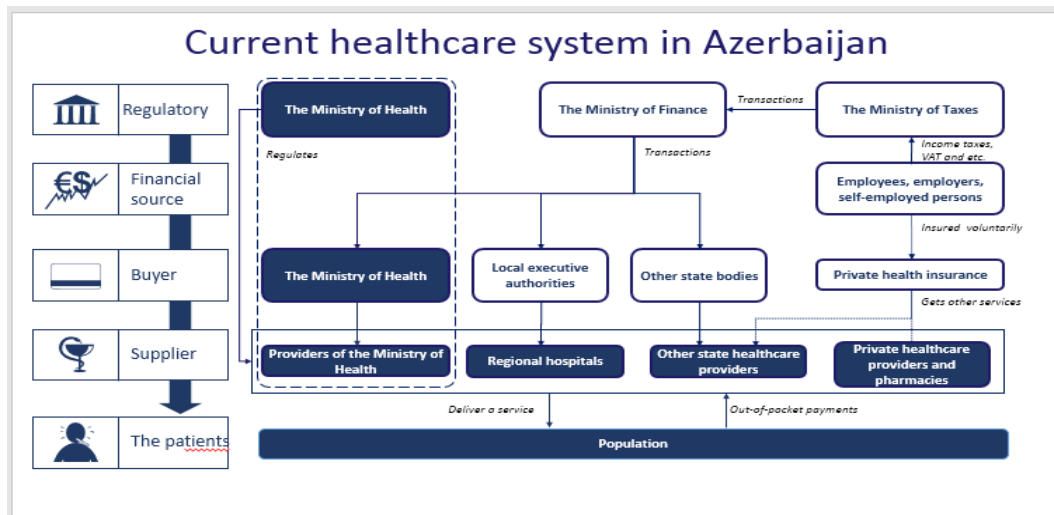 Current healthcare system in Azerbaijan
Regulatory
The Ministry of Health
The Ministry of Finance
Transactions
The Ministry of Taxes
Regulates
Transactions
Income taxes,
VAT and etc.
€$
Financial
source
Employees, employers,
self-employed persons
Insured voluntarily
Buyer
The Ministry of Health
Local executive
authorities
Other state bodies
Private health insurance
Gets other services
Supplier
Providers of the Ministry of
Health
Regional hospitals
Other state healthcare
providers
Private healthcare
providers and
pharmacies
Deliver a service
Out-of-pocket payments
The patients
Population